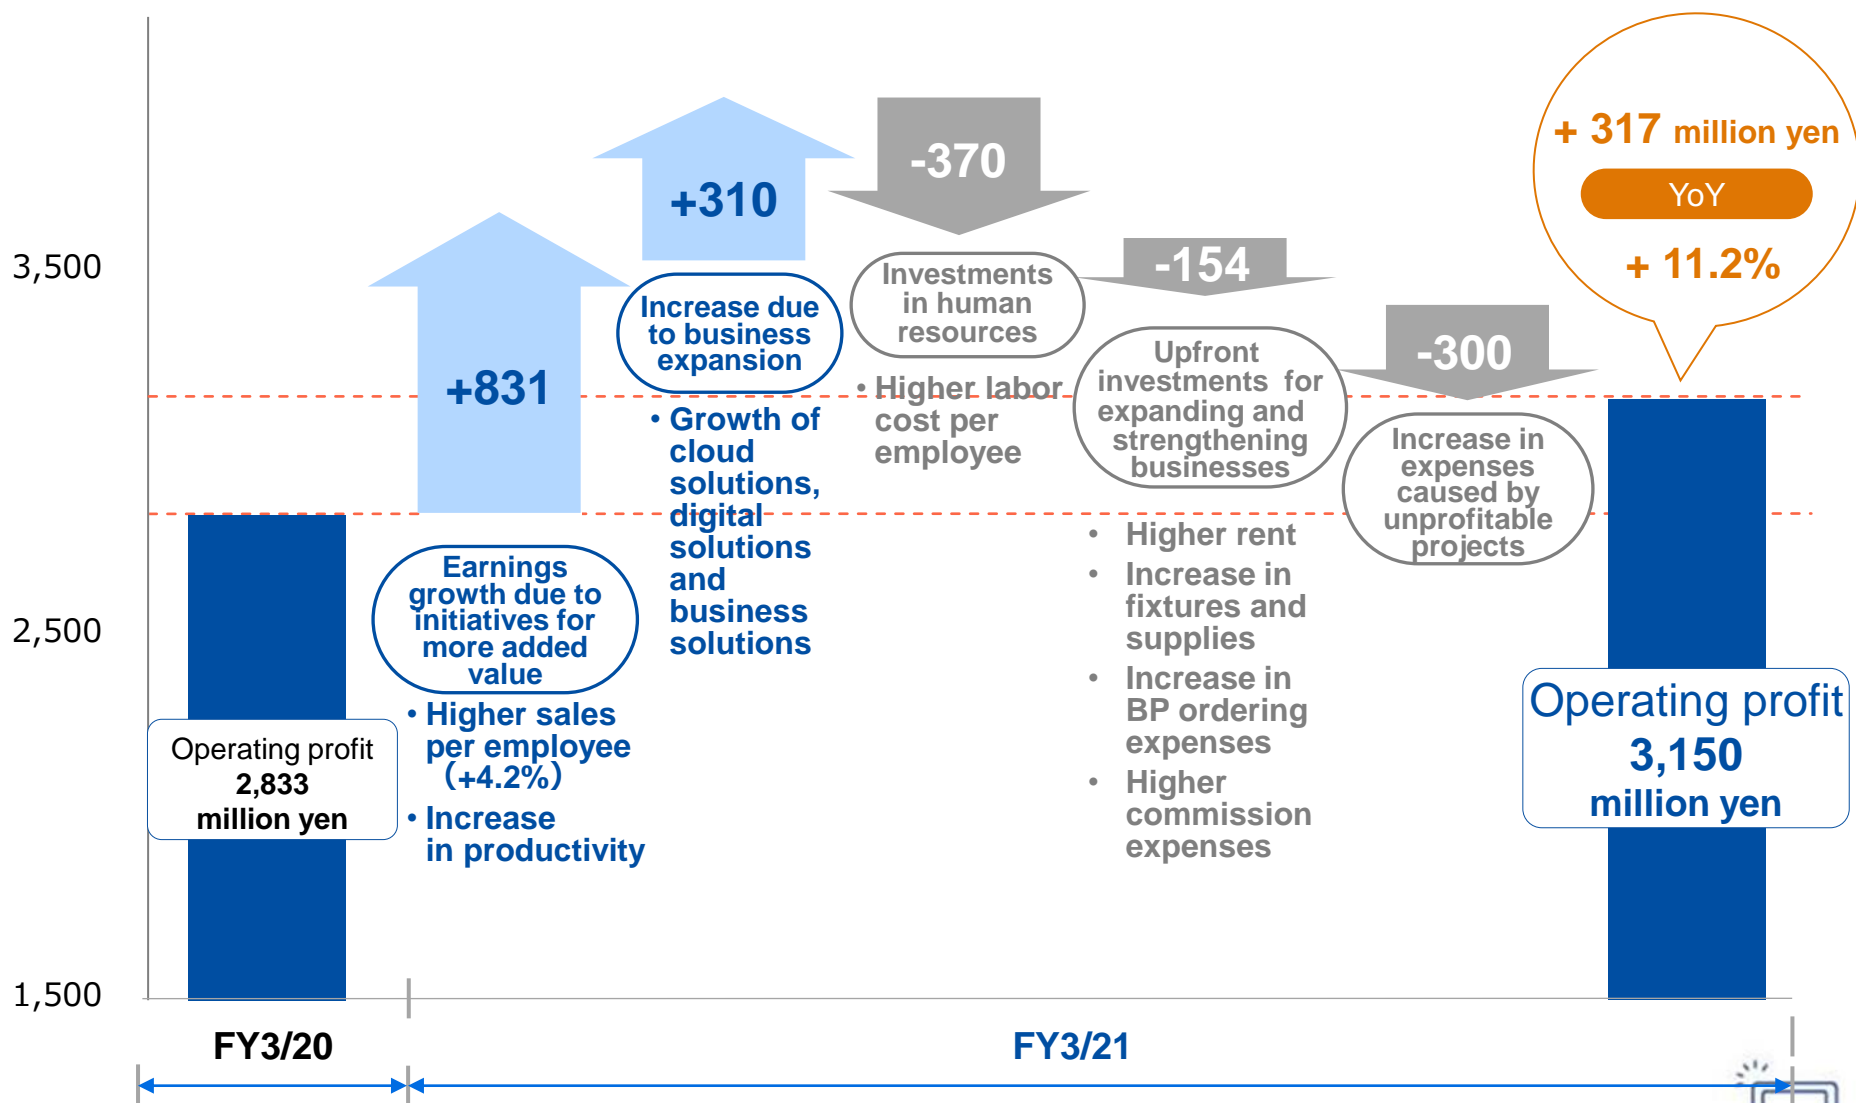 3,500
2,500
1,500
Operating profit
2,833
million yen
+831
Earnings
growth due to
initiatives for
more added
value
• Higher sales
per employee
（+4.2%）
• Increase
in productivity
+310
Increase due
to business
expansion
• Growth of
cloud
solutions,
digital
solutions
and
business
solutions
-370
Investments
in human
resources
• Higher labor
cost per
employee
-154
Upfront
investments for
expanding and
strengthening
businesses
• Higher rent
• Increase in
fixtures and
supplies
• Increase in
BP ordering
expenses
• Higher
commission
expenses
-300
Increase in
expenses
caused by
unprofitable
projects
+ 317 million yen
YoY
+ 11.2%
Operating profit
3,150
million yen
FY3/20
FY3/21